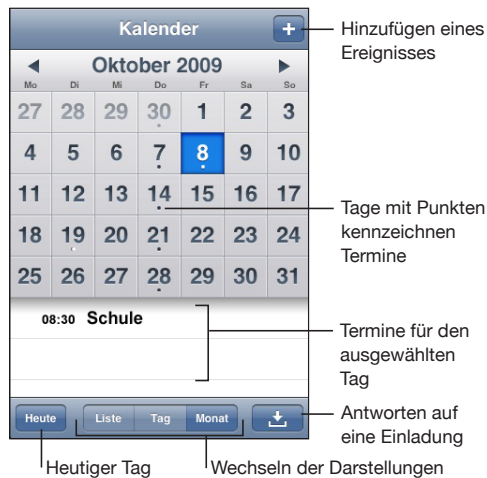 Kalender
+
Hinzufügen eines
Ereignisses
Oktober 2009
Mo Di Mi Do Fr Sa So
27 28 29 30 1 2 3
4 5 6 7 8 9 10
11 12 13 14 15 16 17
18 19 20 21 22 23 24
25 26 27 28 29 30 31
Tage mit Punkten
kennzeichnen
Termine
08:30 Schule
Termine für den
ausgewählten
Tag
Heute Liste Tag Monat
Antworten auf
eine Einladung
Heutiger Tag
Wechseln der Darstellungen